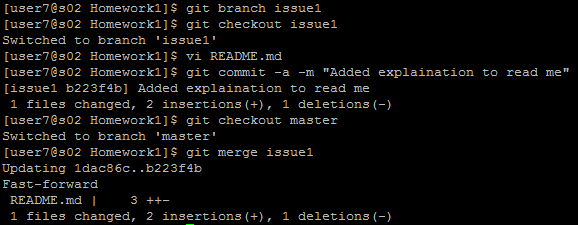 [user7@s02 Homework1]$ git branch issue1
[user7@s02 Homework1]$ git checkout issue1
Switched to branch 'issue1'
[user7@s02 Homework1]$ vi README.md
[user7@s02 Homework1]$ git commit -a -m "Added explaination to read me"
[issue1 b223f4b] Added explaination to read me
 1 files changed, 2 insertions(+), 1 deletions(-)
[user7@s02 Homework1]$ git checkout master
Switched to branch 'master'
[user7@s02 Homework1]$ git merge issue1
Updating 1dac86c..b223f4b
Fast-forward
 README.md |    3 ++-
 1 files changed, 2 insertions(+), 1 deletions(-)